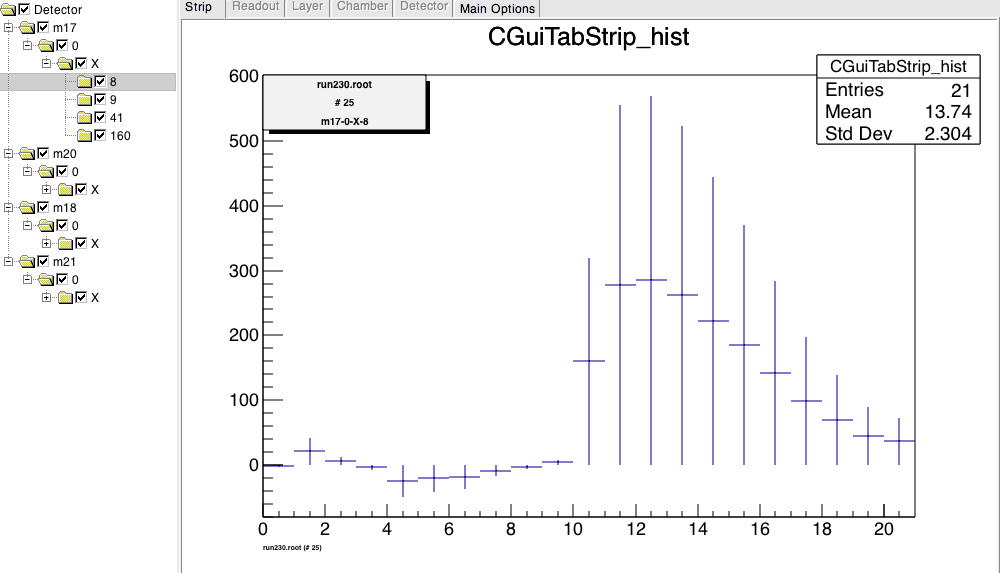 Detector
m17
0
X
8
9
41
160
m20
0
X
m18
0
X
m21
0
X
Strip Readout Layer Chamber Detector Main Options
CGuiTabStrip_hist
run230.root
# 25
m17-0-X-8
CGuiTabStrip_hist
Entries 21
Mean 13.74
Std Dev 2.304
600
500
400
300
200
100
0
0 2 4 6 8 10 12 14 16 18 20
run230.root (# 25)